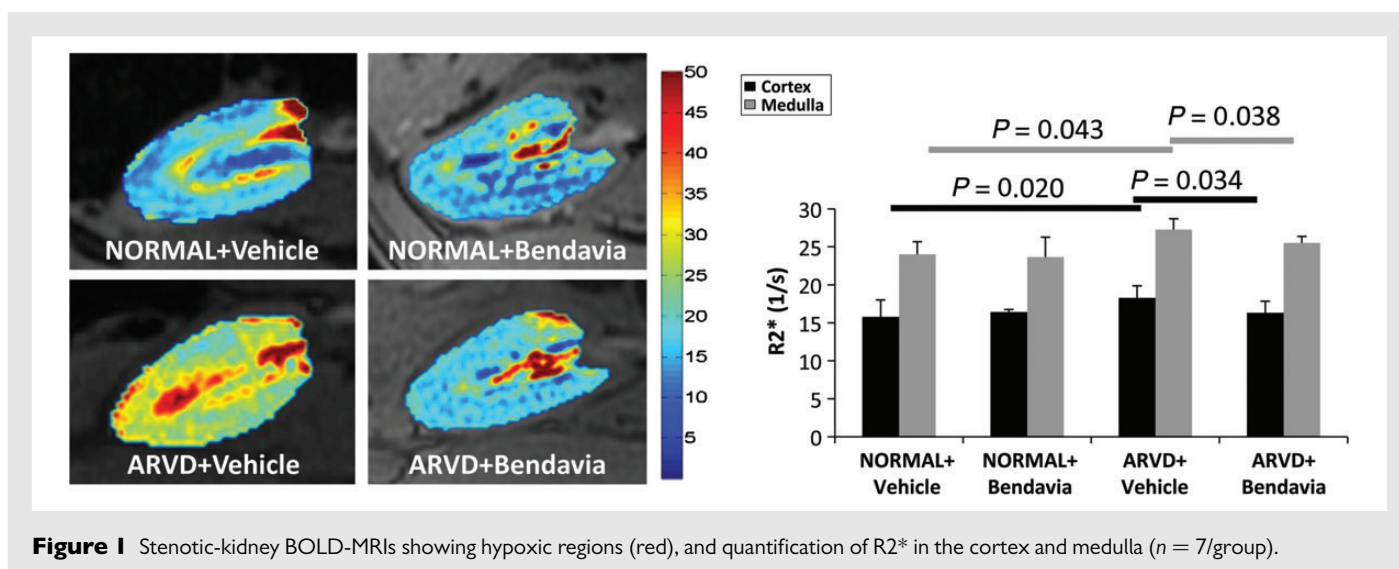 NORMAL+Vehicle
NORMAL+Bendavia
ARVD+Vehicle
ARVD+Bendavia
50
45
40
35
30
25
20
15
10
5
Cortex
Medulla
P = 0.043
P = 0.038
P = 0.020
P = 0.034
R2* (1/s)
30
25
20
15
10
5
0
NORMAL+
Vehicle
NORMAL+
Bendavia
ARVD+
Vehicle
ARVD+
Bendavia
Figure 1 Stenotic-kidney BOLD-MRIs showing hypoxic regions (red), and quantification of R2* in the cortex and medulla (n = 7/group).